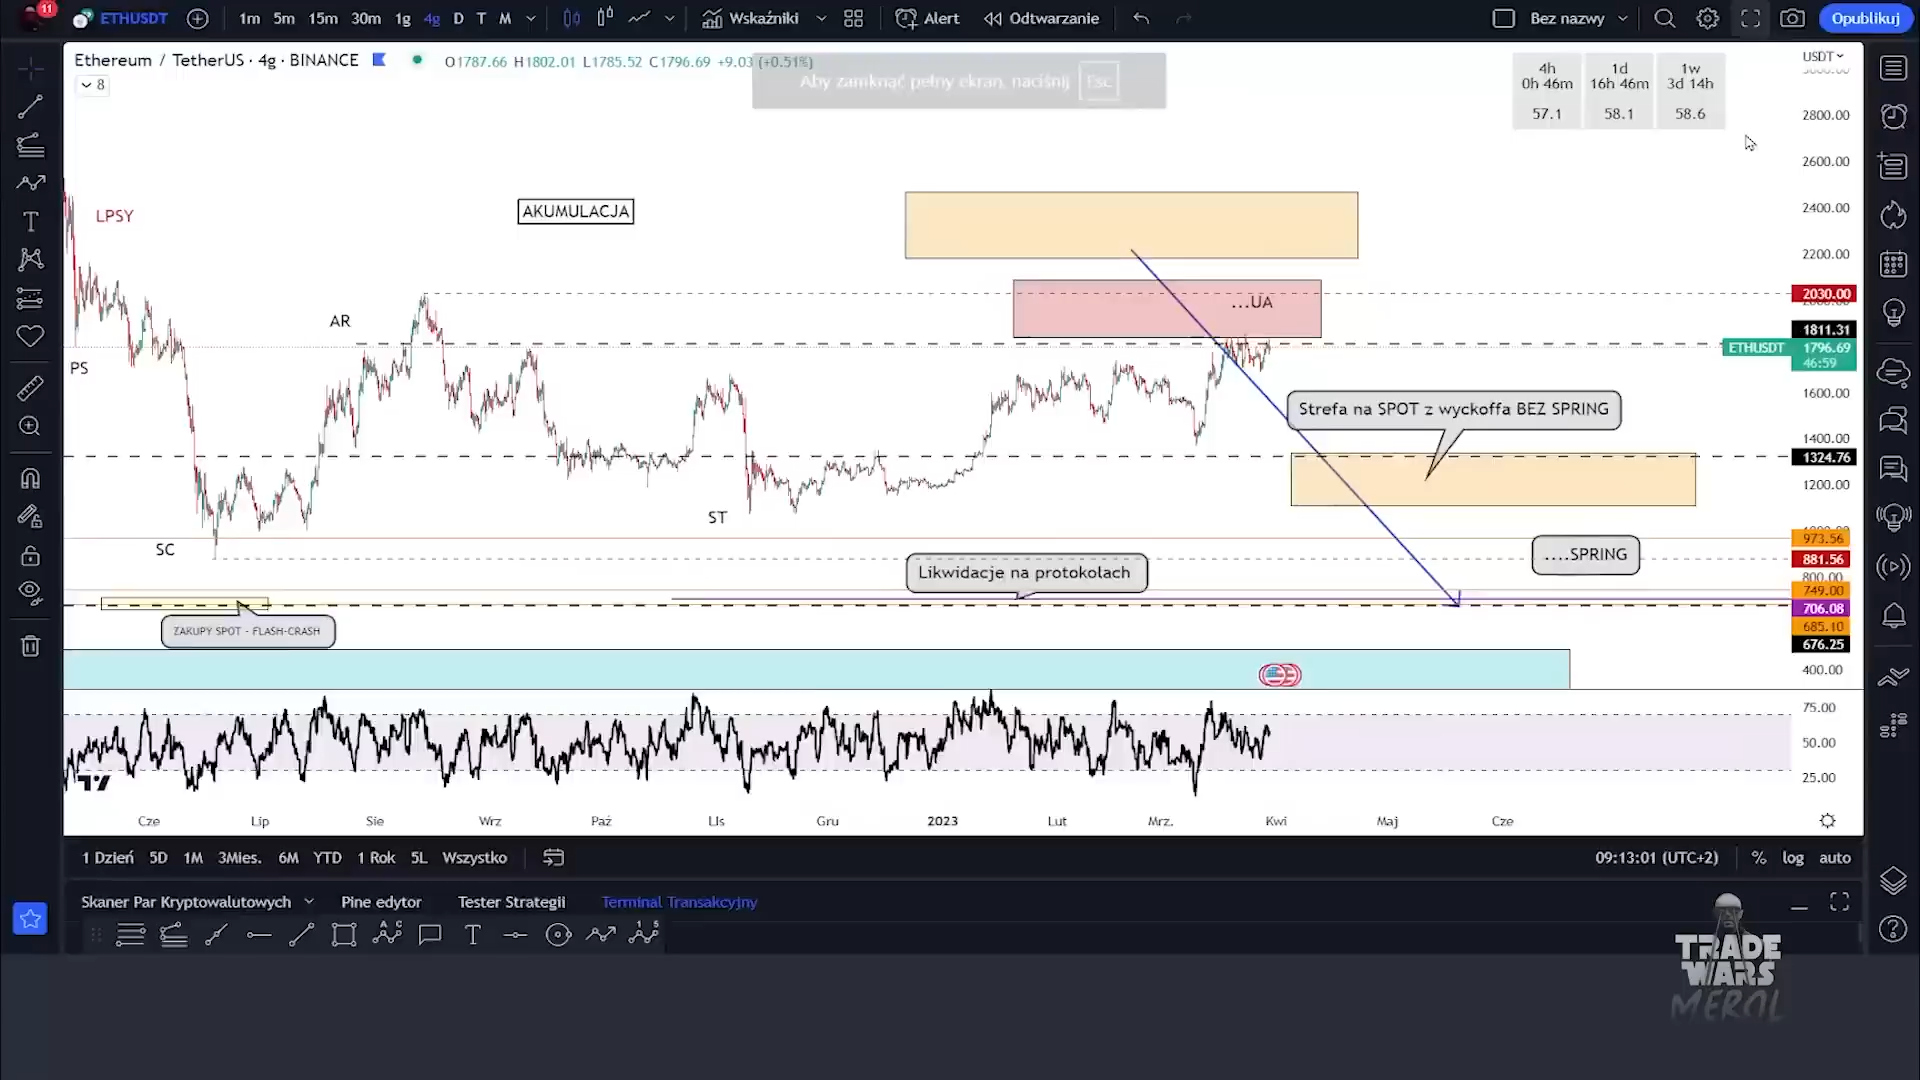 11
ETHUSDT
1m 5m 15m 30m 1g 4g D T M
Wskaźniki
Alert
Odtwarzanie
Bez nazwy
Opublikuj
Ethereum / TetherUS · 4g · BINANCE
O1787.66 H1802.01 L1785.52 C1796.69 +9.03 (+0.51%)
8
Aby zamknąć pełny ekran, naciśnij Esc
4h 1d 1w
0h 46m 16h 46m 3d 14h
57.1 58.1 58.6
USDT
3000.00
2800.00
2600.00
2400.00
2200.00
2030.00
1811.31
ETHUSDT 1796.69
46:59
1600.00
1400.00
1324.76
1200.00
973.56
881.56
800.00
749.00
706.08
685.10
676.25
400.00
75.00
50.00
25.00
LPSY
AKUMULACJA
...UA
AR
PS
Strefa na SPOT z wyckoffa BEZ SPRING
ST
SC
....SPRING
Likwidacje na protokolach
ZAKUPY SPOT - FLASH-CRASH
Cze Lip Sie Wrz Paź Lis Gru 2023 Lut Mrz. Kwi Maj Cze
1 Dzień 5D 1M 3Mies. 6M YTD 1 Rok 5L Wszystko
09:13:01 (UTC+2) % log auto
Skaner Par Kryptowalutowych Pine edytor Tester Strategii Terminal Transakcyjny
TRADE
WARS
MEROL